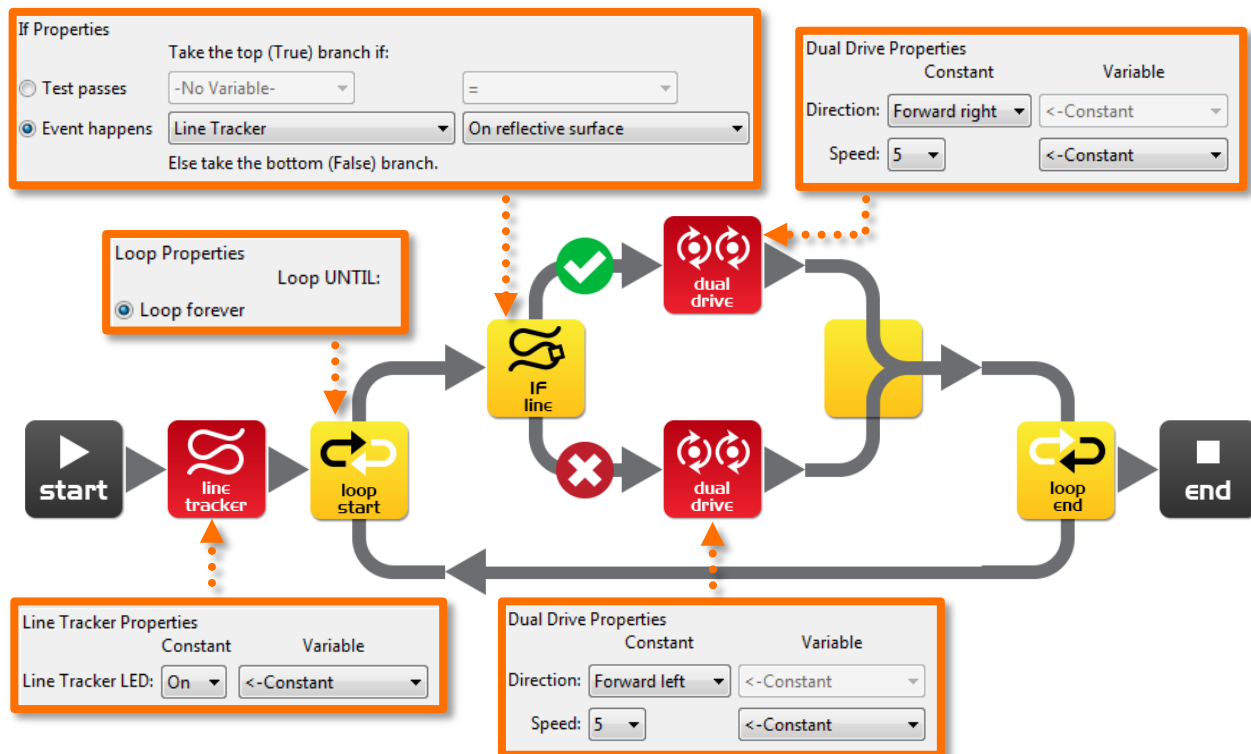 If Properties
Take the top (True) branch if:
Test passes -No Variable- =
Event happens Line Tracker On reflective surface
Else take the bottom (False) branch.
Dual Drive Properties
Constant Variable
Direction: Forward right <-Constant
Speed: 5 <-Constant
Loop Properties
Loop UNTIL:
Loop forever
dual
drive
IF
line
start
line
tracker
loop
start
dual
drive
loop
end
end
Line Tracker Properties
Constant Variable
Line Tracker LED: On <-Constant
Dual Drive Properties
Constant Variable
Direction: Forward left <-Constant
Speed: 5 <-Constant